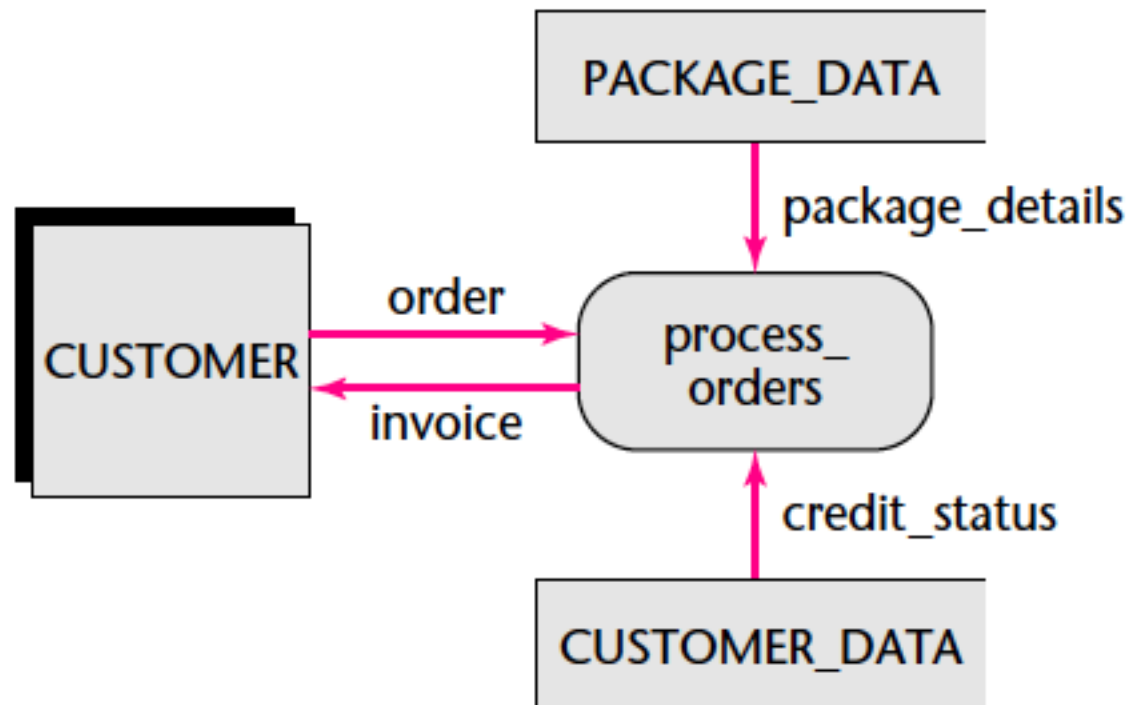 PACKAGE_DATA
package_details
order
CUSTOMER
process_
orders
invoice
credit_status
CUSTOMER_DATA